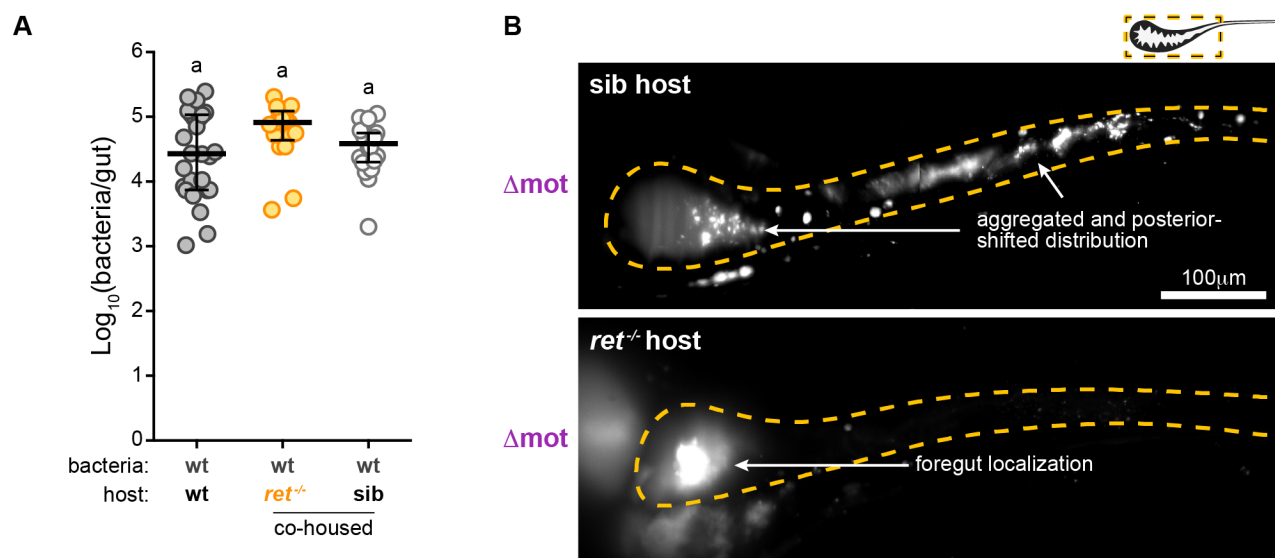 A
Log10(bacteria/gut)
6
5
4
3
2
1
0
a
a
a
bacteria: wt wt wt
host: wt ret-/- sib
co-housed
B
sib host
Δmot
aggregated and posterior-
shifted distribution
100μm
ret-/- host
Δmot
foregut localization